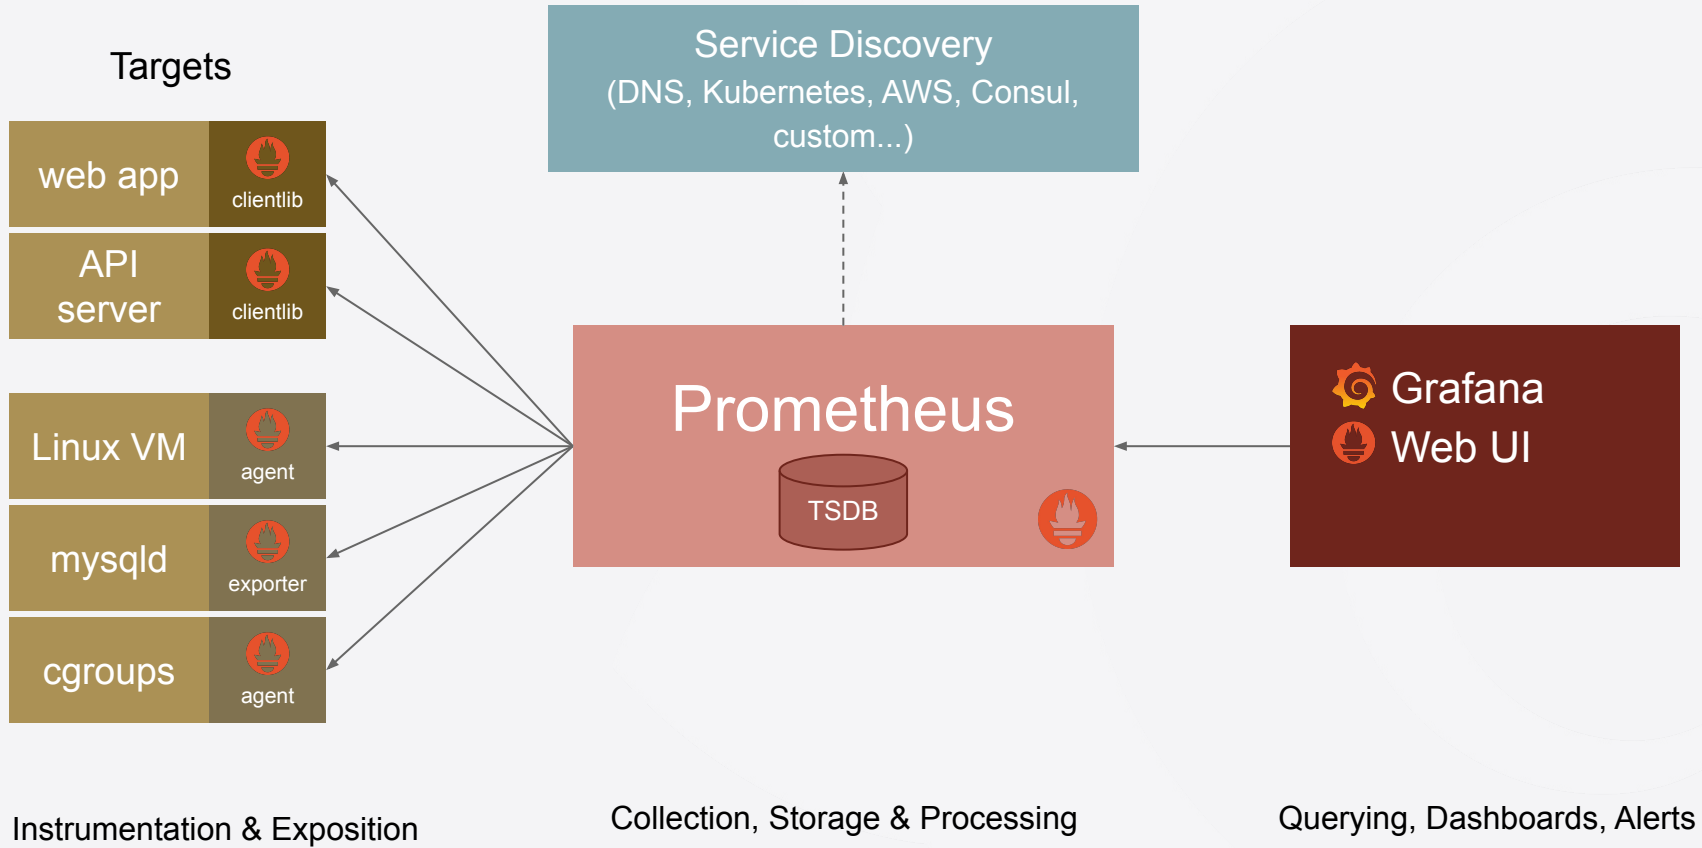 Targets
web app
clientlib
API
server
clientlib
Linux VM
agent
mysqld
exporter
cgroups
agent
Instrumentation & Exposition
Service Discovery
(DNS, Kubernetes, AWS, Consul,
custom...)
Prometheus
TSDB
Collection, Storage & Processing
Grafana
Web UI
Querying, Dashboards, Alerts